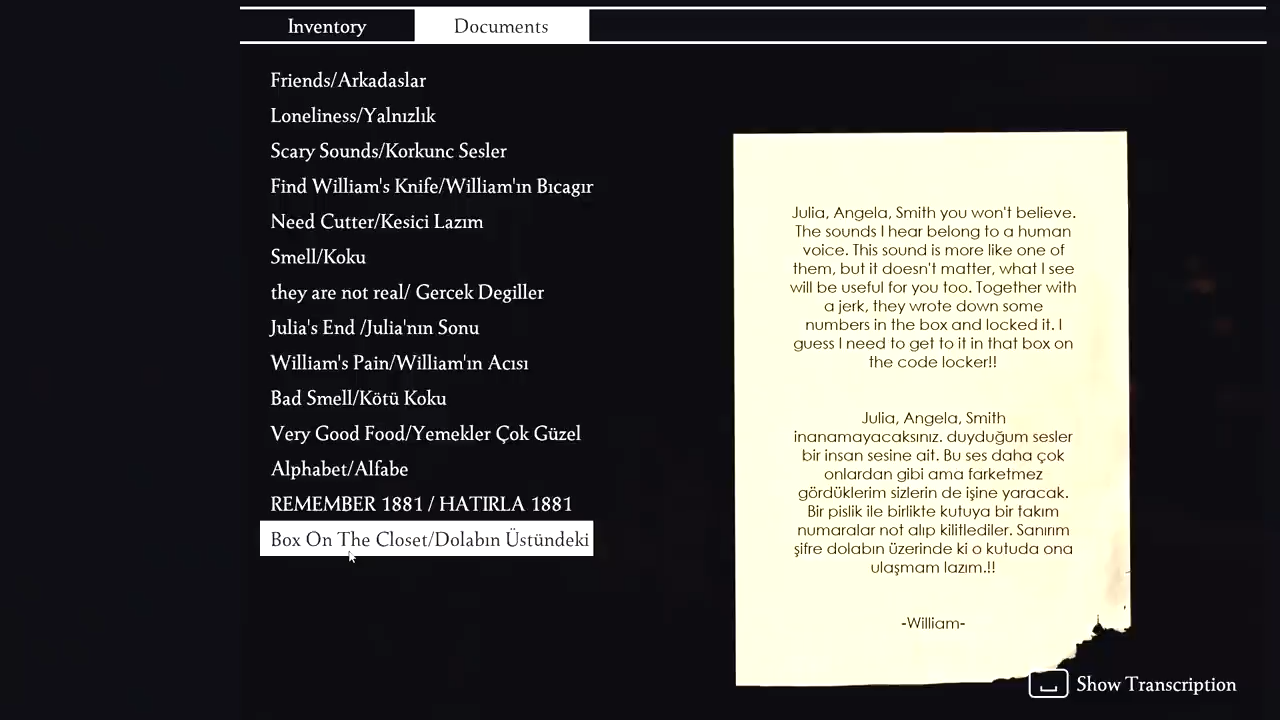 Inventory
Documents
Friends/Arkadaslar
Loneliness/Yalnızlık
Scary Sounds/Korkunc Sesler
Find William's Knife/William'ın Bıcagır
Need Cutter/Kesici Lazım
Smell/Koku
they are not real/ Gercek Degiller
Julia's End /Julia'nın Sonu
William's Pain/William'ın Acısı
Bad Smell/Kötü Koku
Very Good Food/Yemekler Çok Güzel
Alphabet/Alfabe
REMEMBER 1881 / HATIRLA 1881
Box On The Closet/Dolabın Üstündeki
Julia, Angela, Smith you won't believe.
The sounds I hear belong to a human
voice. This sound is more like one of
them, but it doesn't matter, what I see
will be useful for you too. Together with
a jerk, they wrote down some
numbers in the box and locked it. I
guess I need to get to it in that box on
the code locker!!
Julia, Angela, Smith
inanamayacaksınız. duyduğum sesler
bir insan sesine ait. Bu ses daha çok
onlardan gibi ama farketmez
gördüklerim sizlerin de işine yaracak.
Bir pislik ile birlikte kutuya bir takım
numaralar not alıp kilitlediler. Sanırım
şifre dolabın üzerinde ki o kutuda ona
ulaşmam lazım.!!
-William-
Show Transcription